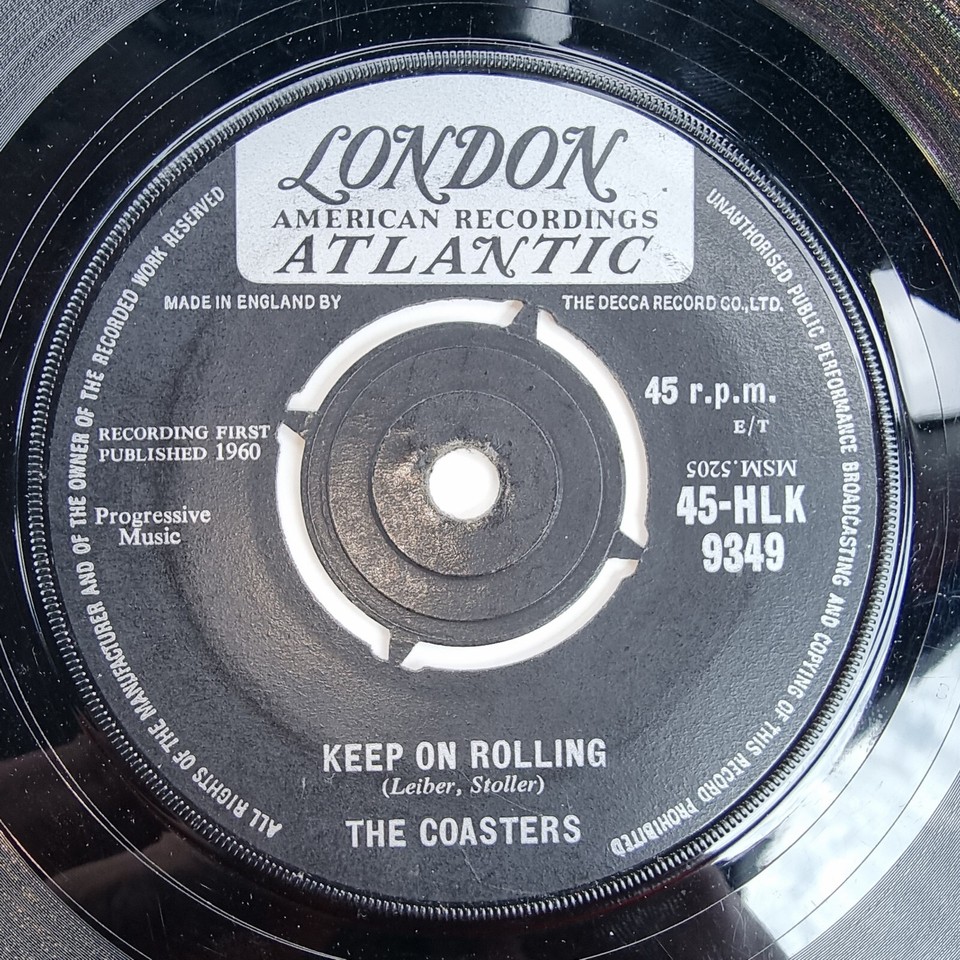 LONDON
AMERICAN RECORDINGS
ATLANTIC
MADE IN ENGLAND BY
THE DECCA RECORD CO., LTD.
45 r.p.m.
E/T
RECORDING FIRST
PUBLISHED 1960
MSM.5205
45-HLK
9349
Progressive
Music
KEEP ON ROLLING
(Leiber, Stoller)
THE COASTERS
ALL RIGHTS OF THE MANUFACTURER AND OF THE OWNER OF THE RECORDED WORK RESERVED
UNAUTHORISED PUBLIC PERFORMANCE BROADCASTING AND COPYING OF THIS RECORD PROHIBITED